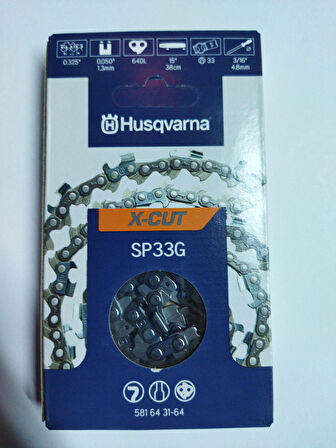 0.325" 0.050" 64DL 15" 33 3/16"
1.3mm 38cm 4.8mm
Husqvarna
X-CUT
SP33G
581 64 31-64